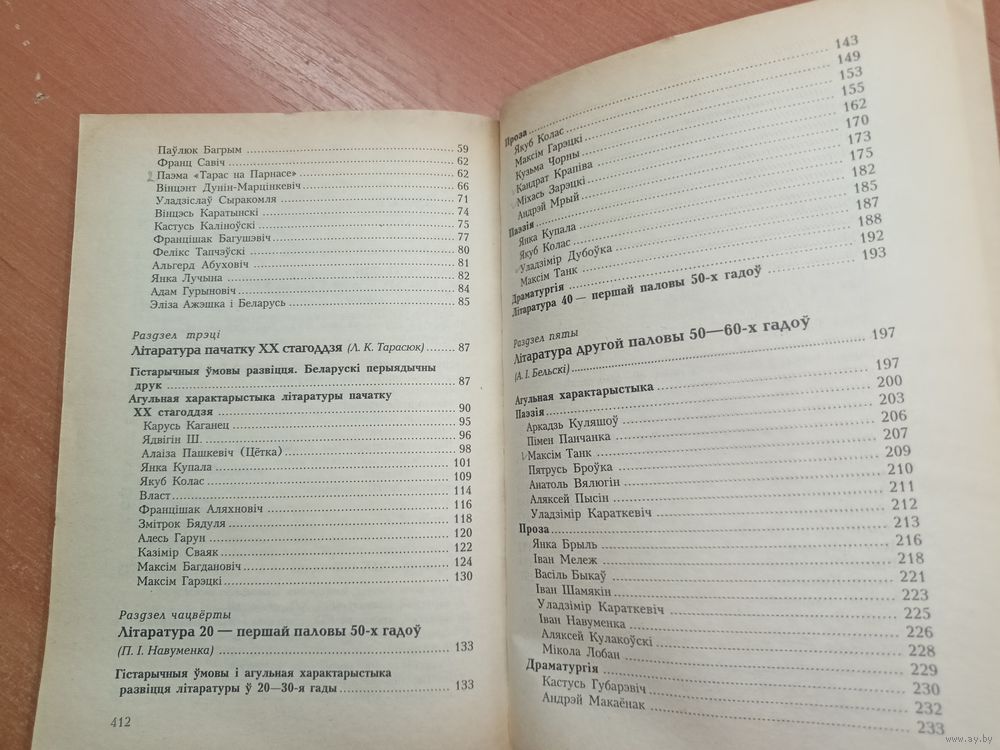 Паўлюк Багрым ... 59
Франц Савіч ... 62
Паэма «Тарас на Парнасе» ... 62
Вінцэнт Дунін-Марцінкевіч ... 66
Уладзіслаў Сыракомля ... 71
Вінцэсь Каратынскі ... 74
Кастусь Каліноўскі ... 75
Францішак Багушэвіч ... 77
Фелікс Тапчэўскі ... 80
Альгерд Абуховіч ... 81
Янка Лучына ... 82
Адам Гурыновіч ... 84
Эліза Ажэшка і Беларусь ... 85
Раздзел трэці
Літаратура пачатку XX стагоддзя (Л. К. Тарасюк) ... 87
Гістарычныя ўмовы развіцця. Беларускі перыядычны
друк ... 87
Агульная характарыстыка літаратуры пачатку
XX стагоддзя ... 90
Карусь Каганец ... 95
Ядвігін Ш. ... 96
Алаіза Пашкевіч (Цётка) ... 98
Янка Купала ... 101
Якуб Колас ... 109
Власт ... 114
Францішак Аляхновіч ... 116
Змітрок Бядуля ... 118
Алесь Гарун ... 120
Казімір Сваяк ... 122
Максім Багдановіч ... 124
Максім Гарэцкі ... 130
Раздзел чацвёрты
Літаратура 20 — першай паловы 50-х гадоў
(П. І. Навуменка) ... 133
Гістарычныя ўмовы і агульная характарыстыка
развіцця літаратуры ў 20—30-я гады ... 133
412
Проза ... 143
Якуб Колас ... 149
Максім Гарэцкі ... 153
Кузьма Чорны ... 155
Кандрат Крапіва ... 162
Міхась Зарэцкі ... 170
Андрэй Мрый ... 173
Паэзія ... 175
Янка Купала ... 182
Якуб Колас ... 185
Уладзімір Дубоўка ... 187
Максім Танк ... 188
Драматургія ... 192
Літаратура 40 — першай паловы 50-х гадоў ... 193
Раздзел пяты
Літаратура другой паловы 50—60-х гадоў
(А. І. Бельскі) ... 197
Агульная характарыстыка ... 197
Паэзія ... 200
Аркадзь Куляшоў ... 203
Пімен Панчанка ... 206
Максім Танк ... 207
Пятрусь Броўка ... 209
Анатоль Вялюгін ... 210
Аляксей Пысін ... 211
Уладзімір Караткевіч ... 212
Проза ... 213
Янка Брыль ... 216
Іван Мележ ... 218
Васіль Быкаў ... 221
Іван Шамякін ... 223
Уладзімір Караткевіч ... 225
Іван Навуменка ... 226
Аляксей Кулакоўскі ... 228
Мікола Лобан ... 229
Драматургія ... 230
Кастусь Губарэвіч ... 232
Андрэй Макаёнак ... 233
www.ay.by